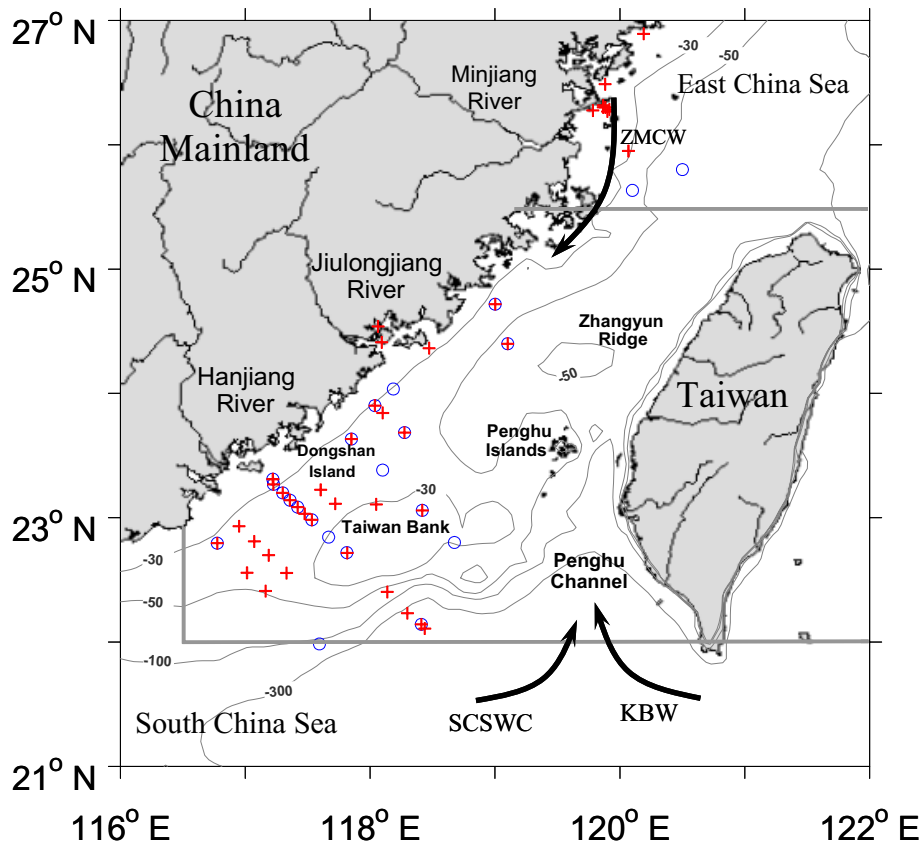 27° N
-30
-50
East China Sea
Minjiang
River
China
Mainland
ZMCW
25° N
Jiulongjiang
River
Zhangyun
Ridge
-50
Hanjiang
River
Taiwan
Penghu
Islands
Dongshan
Island
-30
23° N
Taiwan Bank
-30
Penghu
Channel
-50
-100
-300
South China Sea
SCSWC
KBW
21° N
116° E
118° E
120° E
122° E